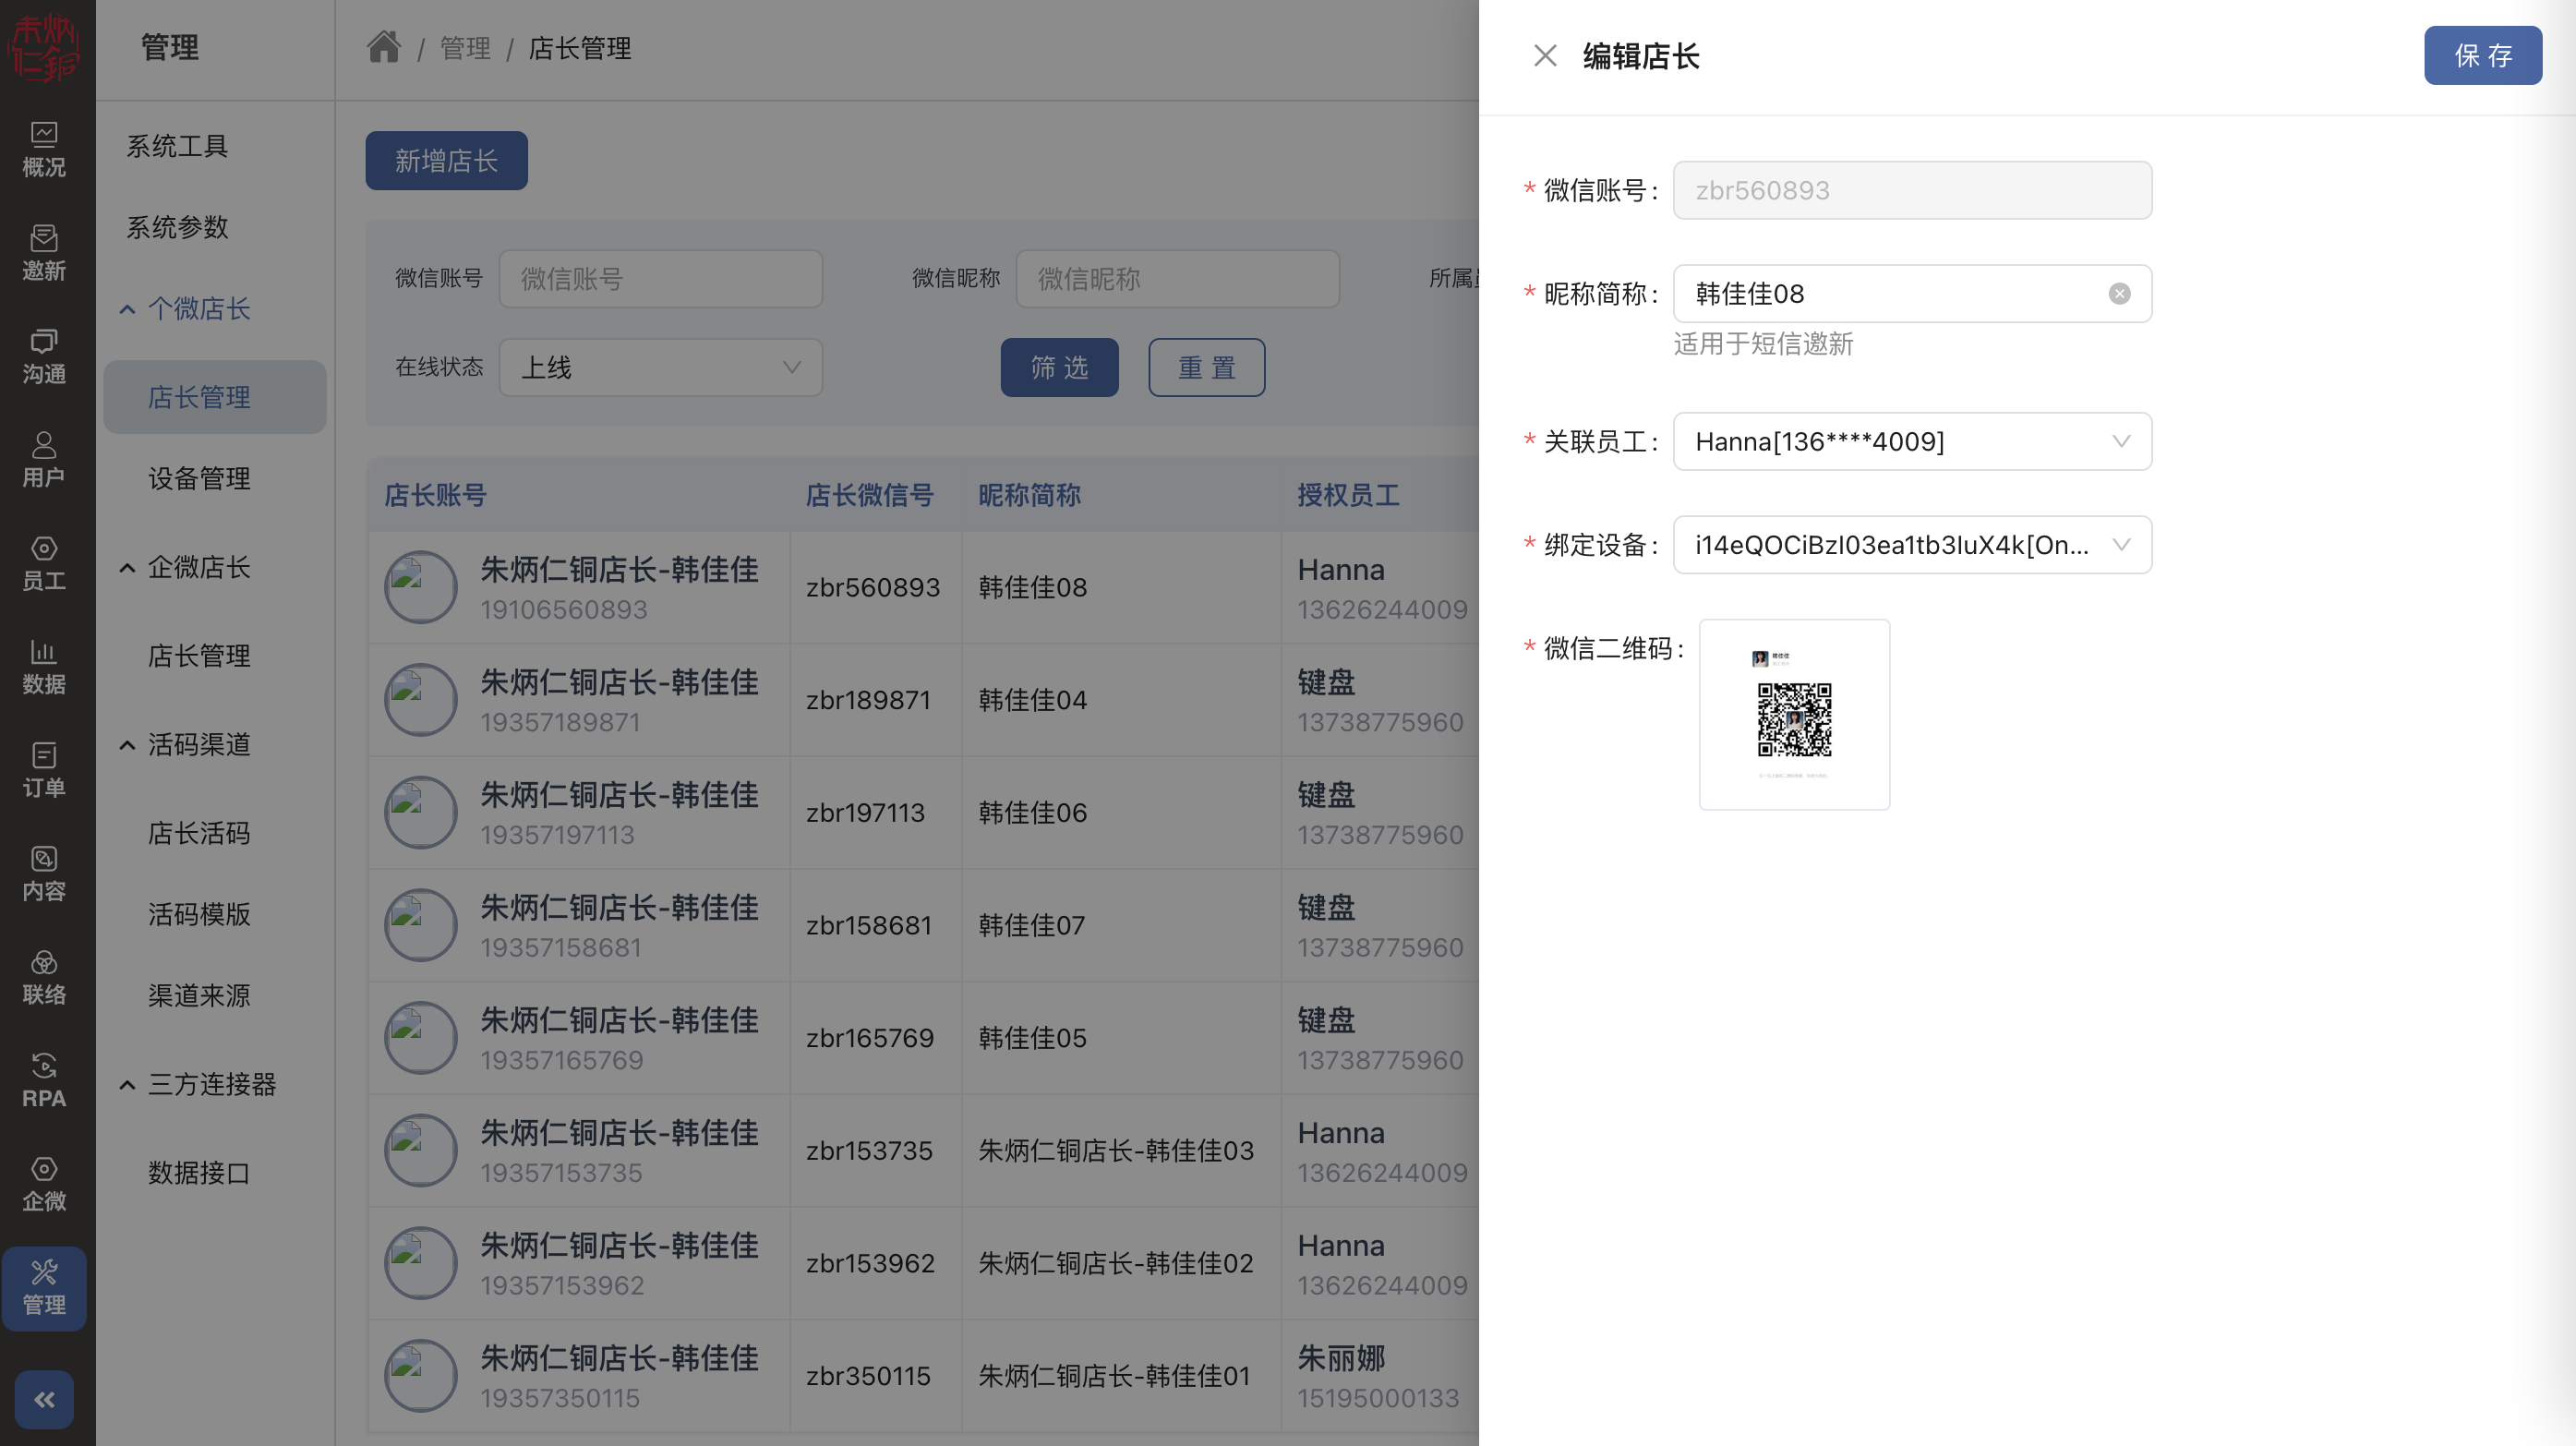 朱炳仁銅
概况
邀新
沟通
用户
员工
数据
订单
内容
联络
RPA
企微
管理
管理
系统工具
系统参数
个微店长
店长管理
设备管理
企微店长
店长管理
活码渠道
店长活码
活码模版
渠道来源
三方连接器
数据接口
/ 管理 / 店长管理
新增店长
微信账号 微信账号 微信昵称 微信昵称 所属
在线状态 上线 筛 选 重 置
店长账号 店长微信号 昵称简称 授权员工
朱炳仁铜店长-韩佳佳 zbr560893 韩佳佳08 Hanna
19106560893 13626244009
朱炳仁铜店长-韩佳佳 zbr189871 韩佳佳04 键盘
19357189871 13738775960
朱炳仁铜店长-韩佳佳 zbr197113 韩佳佳06 键盘
19357197113 13738775960
朱炳仁铜店长-韩佳佳 zbr158681 韩佳佳07 键盘
19357158681 13738775960
朱炳仁铜店长-韩佳佳 zbr165769 韩佳佳05 键盘
19357165769 13738775960
朱炳仁铜店长-韩佳佳 zbr153735 朱炳仁铜店长-韩佳佳03 Hanna
19357153735 13626244009
朱炳仁铜店长-韩佳佳 zbr153962 朱炳仁铜店长-韩佳佳02 Hanna
19357153962 13626244009
朱炳仁铜店长-韩佳佳 zbr350115 朱炳仁铜店长-韩佳佳01 朱丽娜
19357350115 15195000133
编辑店长
保 存
* 微信账号: zbr560893
* 昵称简称: 韩佳佳08
适用于短信邀新
* 关联员工: Hanna[136****4009]
* 绑定设备: i14eQOCiBzI03ea1tb3IuX4k[On...
* 微信二维码:
韩佳佳